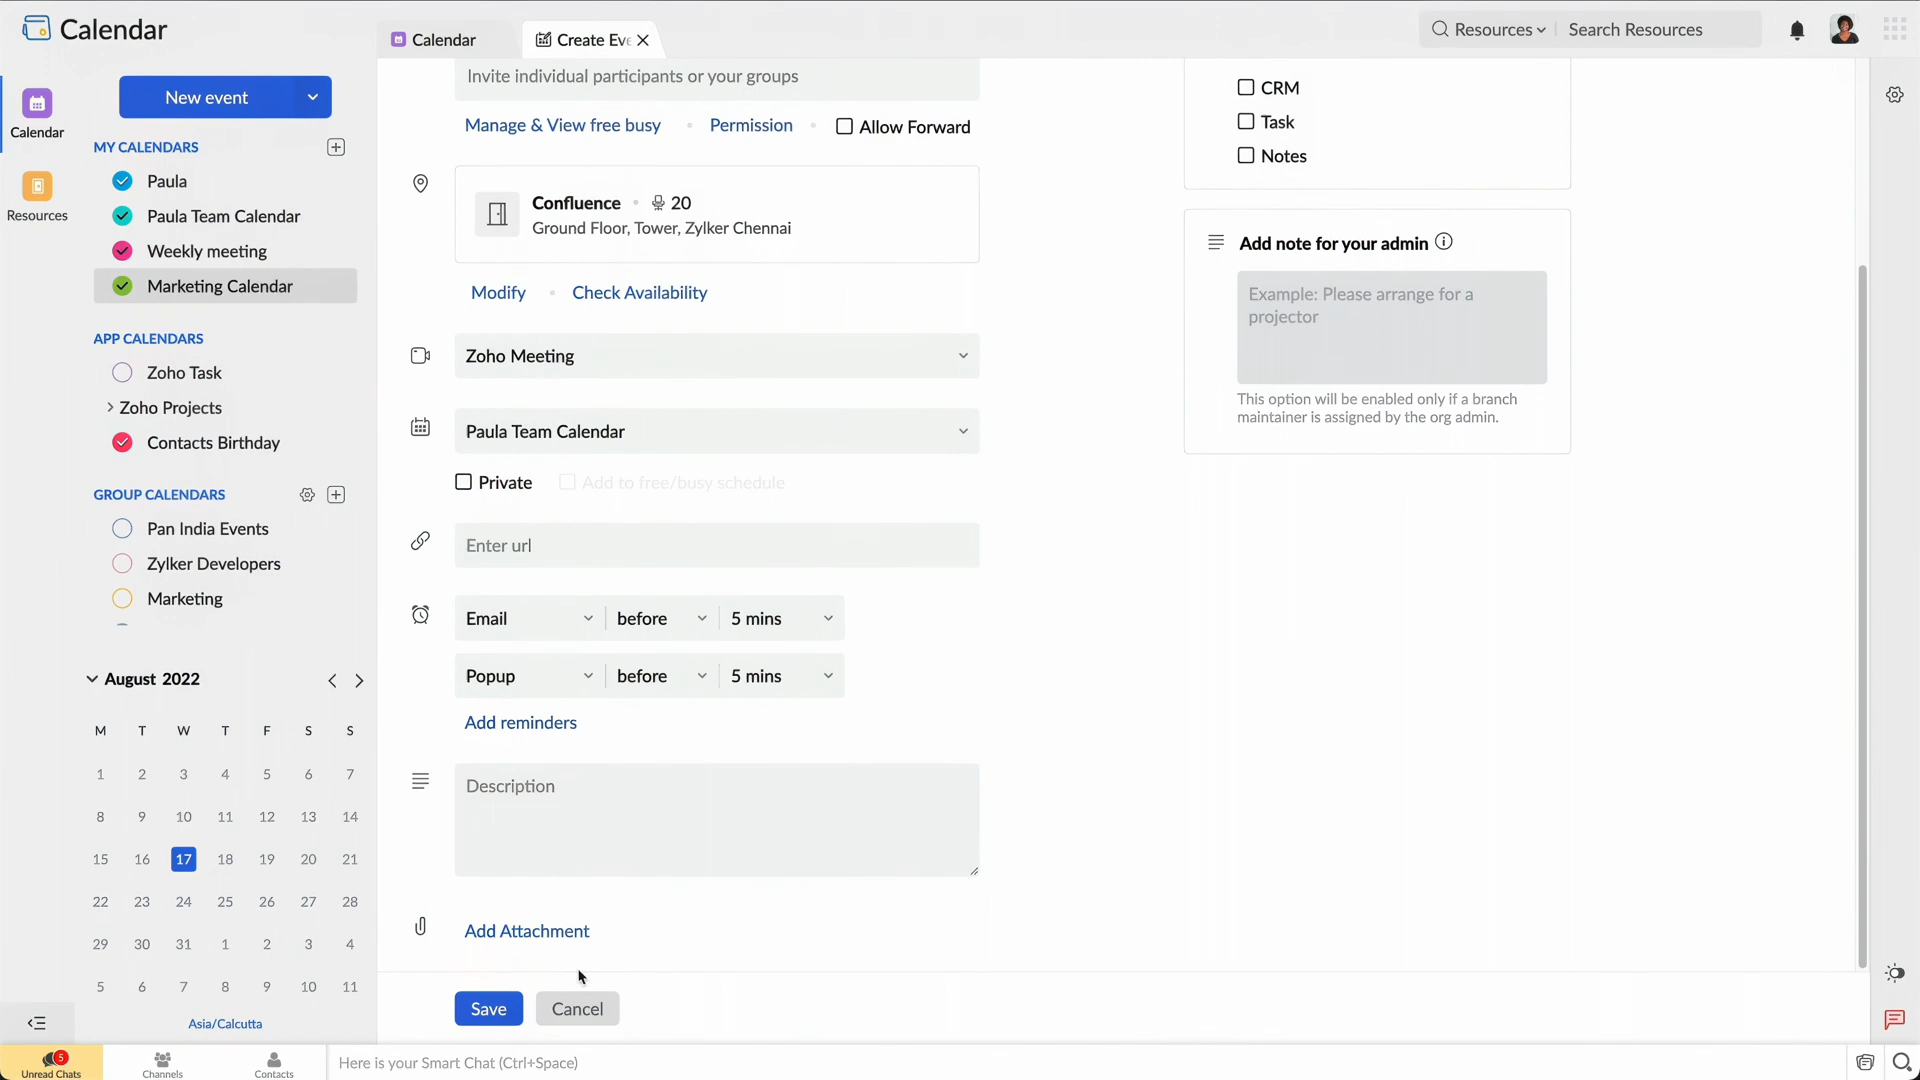 Calendar
Calendar
Create Eve
Resources
Search Resources
Calendar
Resources
New event
MY CALENDARS
Paula
Paula Team Calendar
Weekly meeting
Marketing Calendar
APP CALENDARS
Zoho Task
Zoho Projects
Contacts Birthday
GROUP CALENDARS
Pan India Events
Zylker Developers
Marketing
August 2022
M T W T F S S
1 2 3 4 5 6 7
8 9 10 11 12 13 14
15 16 17 18 19 20 21
22 23 24 25 26 27 28
29 30 31 1 2 3 4
5 6 7 8 9 10 11
Asia/Calcutta
Invite individual participants or your groups
Manage & View free busy • Permission • Allow Forward
Confluence • 20
Ground Floor, Tower, Zylker Chennai
Modify • Check Availability
Zoho Meeting
Paula Team Calendar
Private
Add to free/busy schedule
Enter url
Email before 5 mins
Popup before 5 mins
Add reminders
Description
Add Attachment
Save
Cancel
CRM
Task
Notes
Add note for your admin
Example: Please arrange for a
projector
This option will be enabled only if a branch
maintainer is assigned by the org admin.
5
Unread Chats
Channels
Contacts
Here is your Smart Chat (Ctrl+Space)